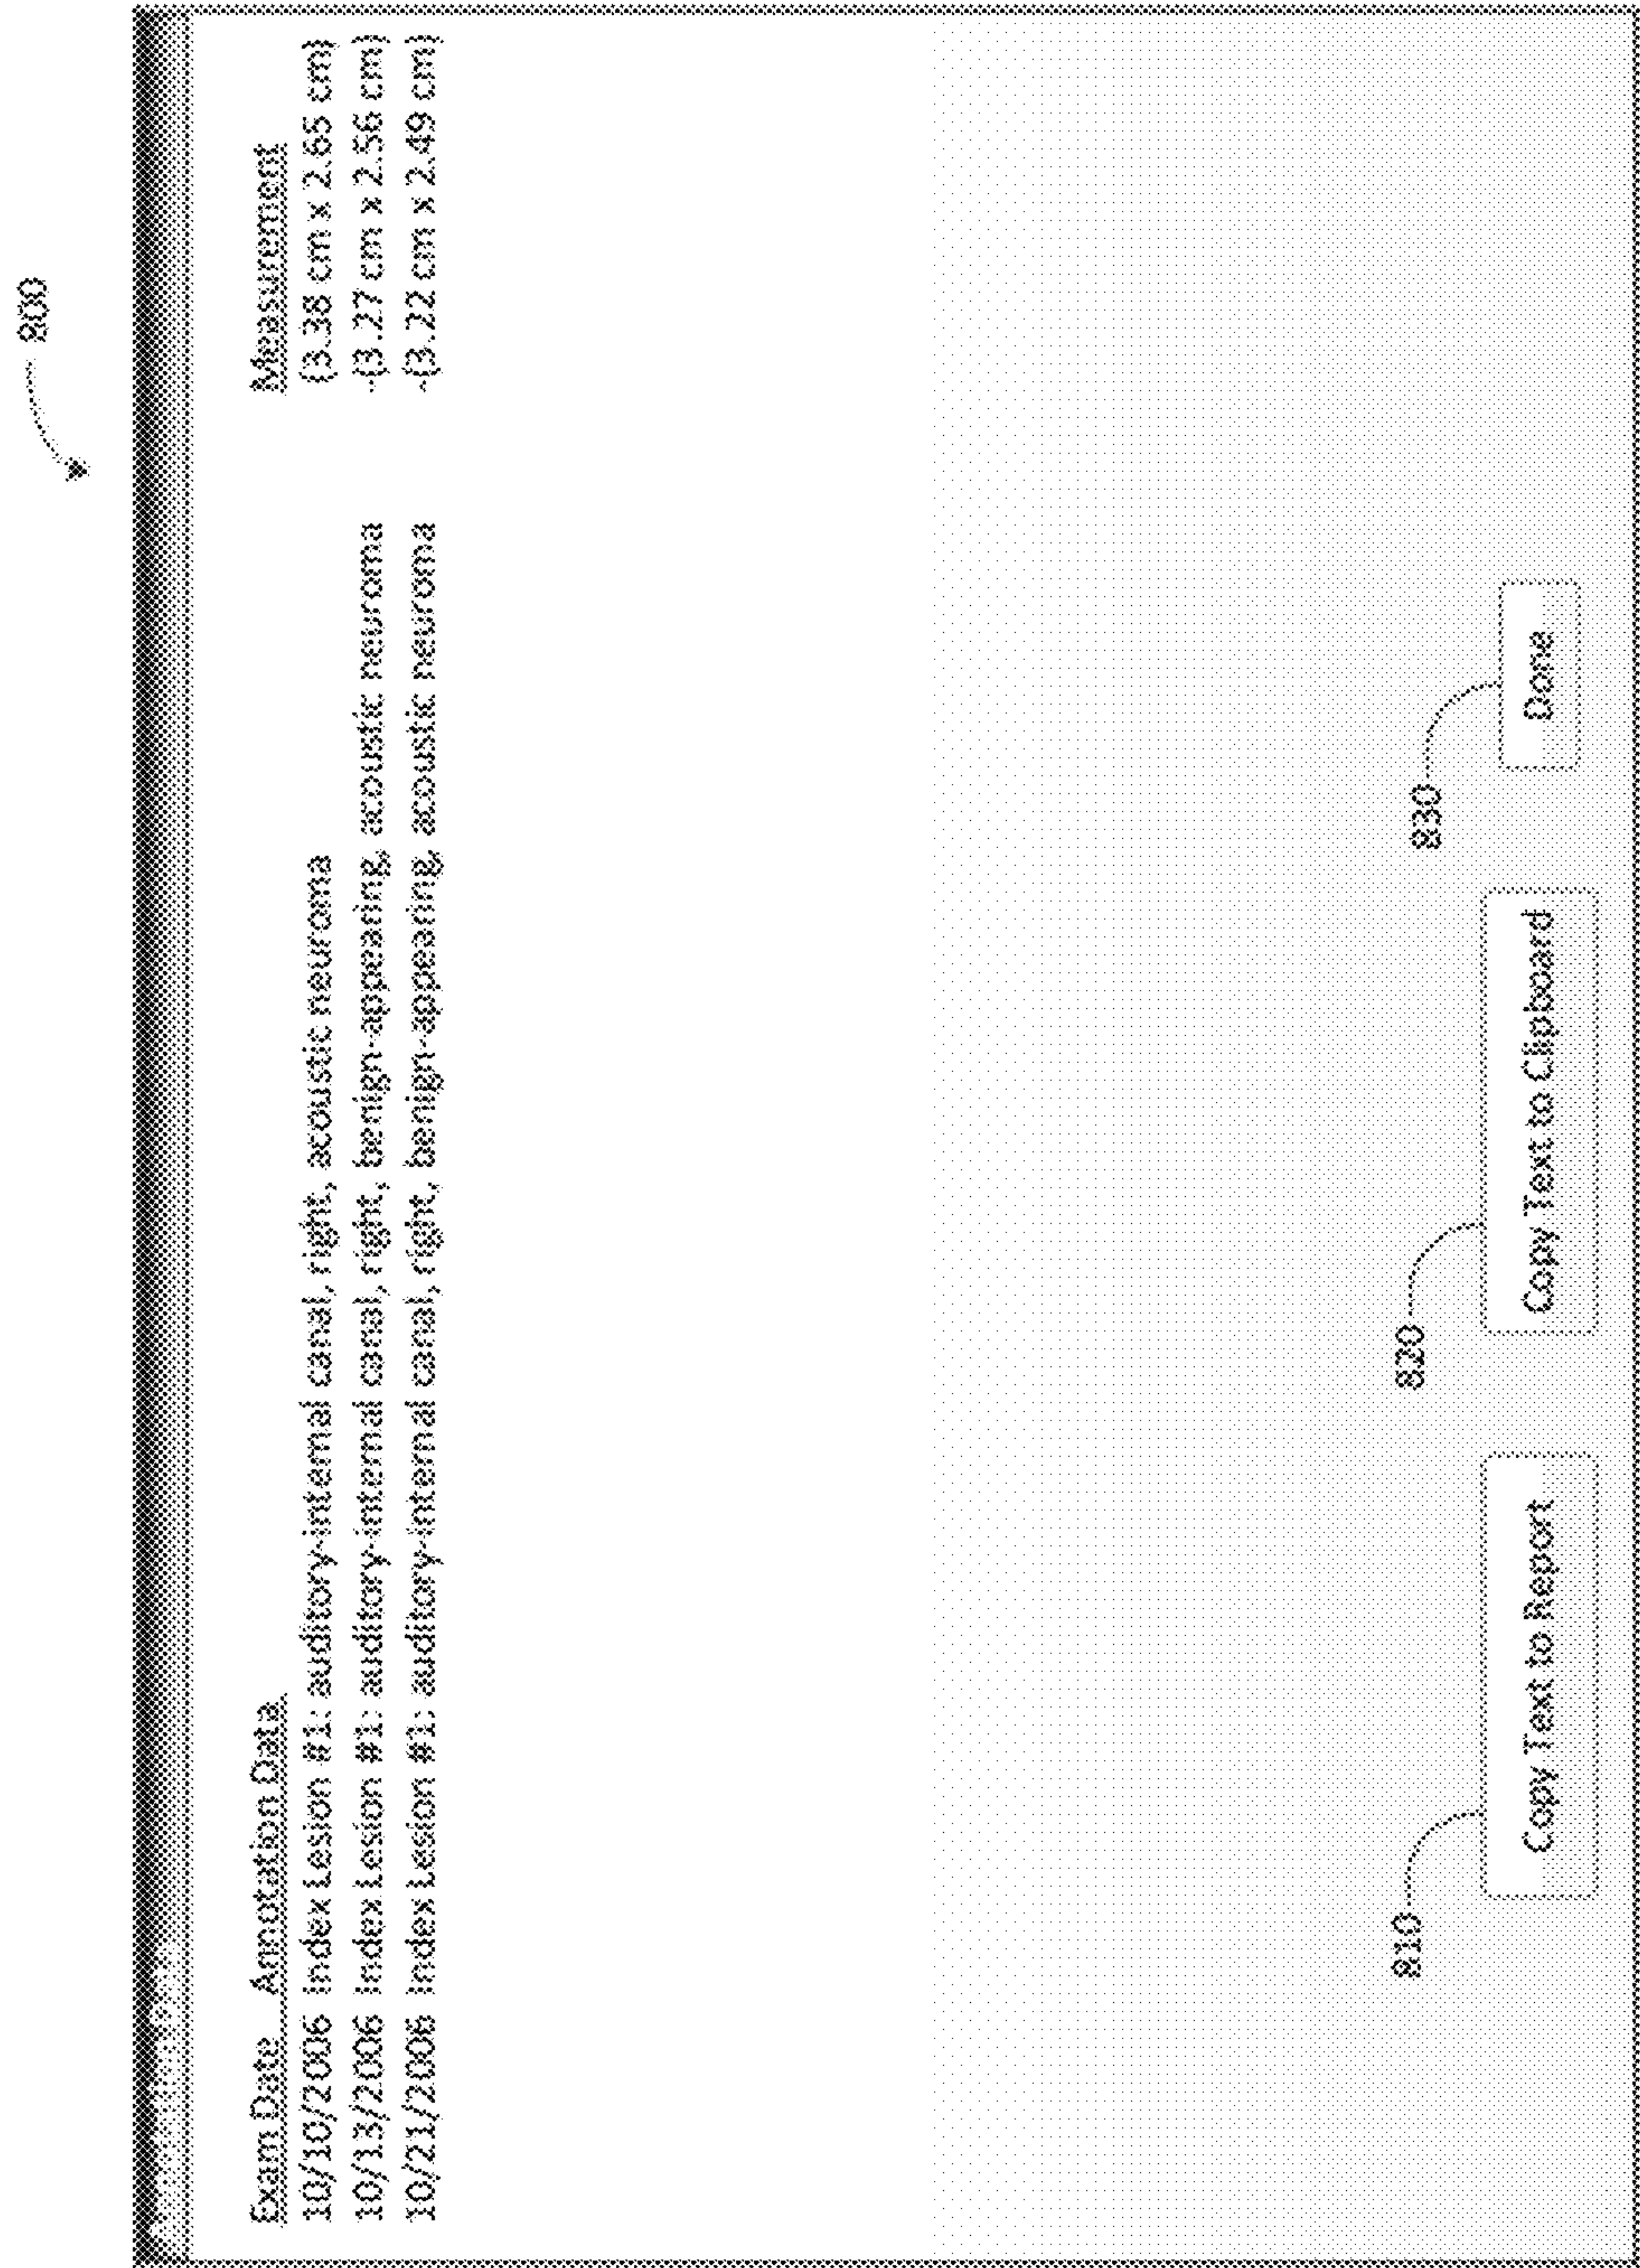 800
Exam Date Annotation Data Measurement
10/10/2006 Index Lesion #1: auditory-internal canal, right, acoustic neuroma (3.38 cm x 2.65 cm)
10/13/2006 Index Lesion #1: auditory-internal canal, right, benign-appearing, acoustic neuroma -(3.27 cm x 2.56 cm)
10/21/2006 Index Lesion #1: auditory-internal canal, right, benign-appearing, acoustic neuroma -(3.22 cm x 2.49 cm)
810 820 830
Copy Text to Report Copy Text to Clipboard Done